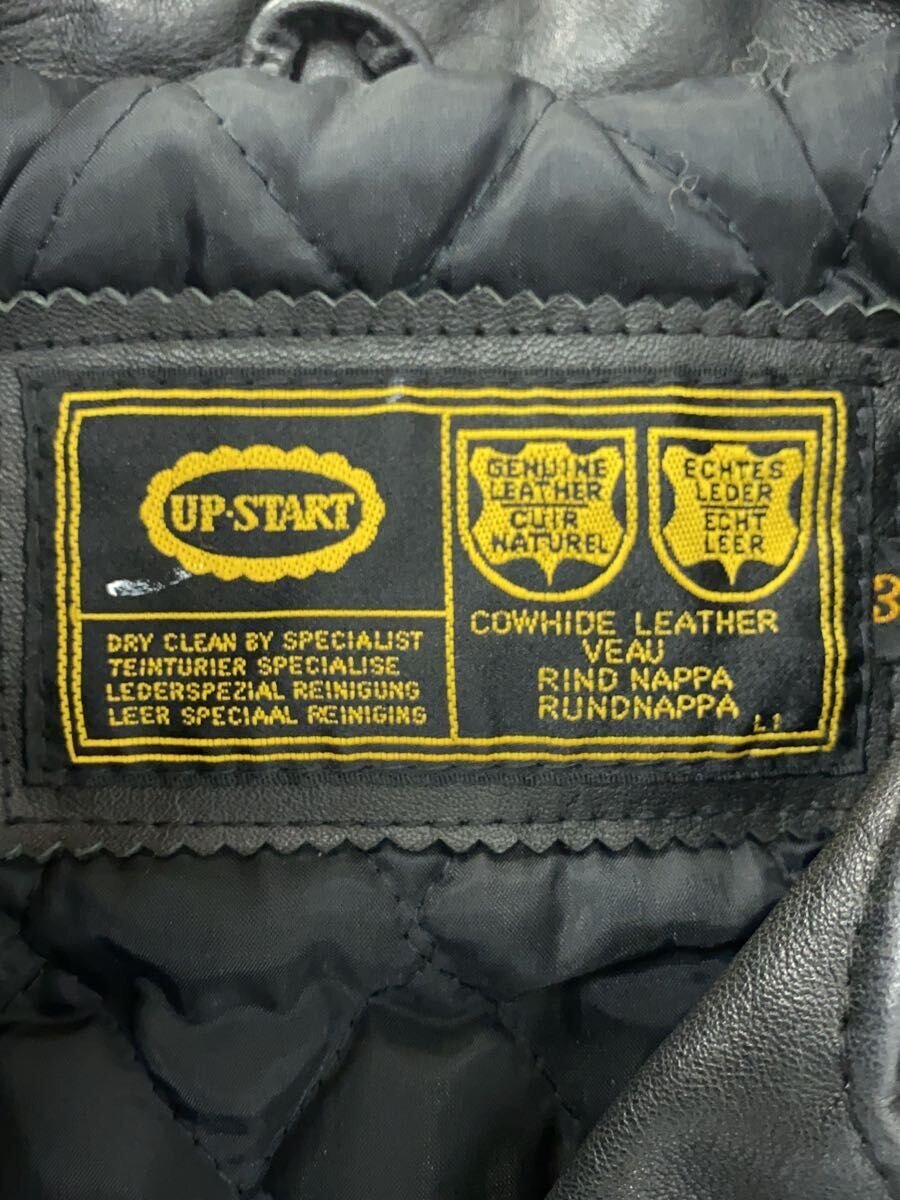 UP·START
DRY CLEAN BY SPECIALIST
TEINTURIER SPECIALISE
LEDERSPEZIAL REINIGUNG
LEER SPECIAAL REINIGING
GENUINE
LEATHER
CUIR
NATUREL
ECHTES
LEDER
ECHT
LEER
COWHIDE LEATHER
VEAU
RIND NAPPA
RUNDNAPPA
3